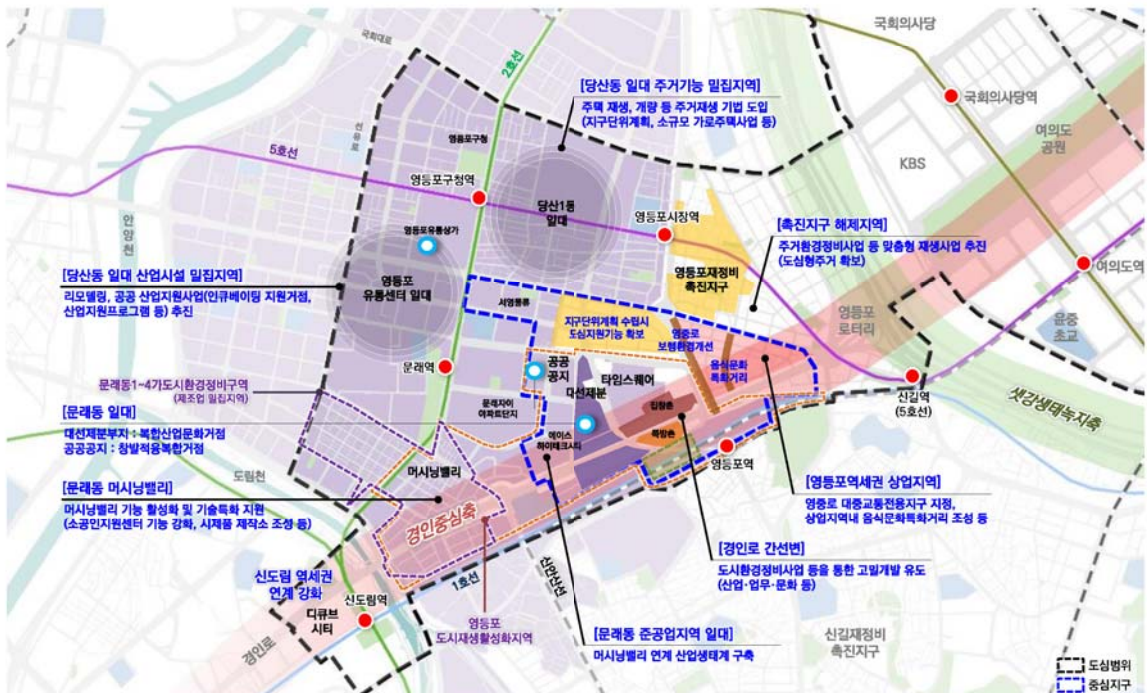 국회의사당
국회대로
2호선
[당산동 일대 주거기능 밀집지역]
주택 재생, 개량 등 주거재생 기법 도입
(지구단위계획, 소규모 가로주택사업 등)
국회의사당역
여의도
공원
KBS
선유로
영등포구청
5호선
영등포구청역
당산1동
일대
영등포시장역
안양천
영등포유통상가
[촉진지구 해제지역]
주거환경정비사업 등 맞춤형 재생사업 추진
(도심형주거 확보)
여의도역
[당산동 일대 산업시설 밀집지역]
리모델링, 공공 산업지원사업(인큐베이팅 지원거점,
산업지원프로그램 등) 추진
영등포
유통센터 일대
영등포재정비
촉진지구
영등포
로터리
윤중
초교
지구단위계획 수립시
도심지원기능 확보
영중로
보행환경개선
음식문화
특화거리
문래역
공공
공지
타임스퀘어
대선제분
신길역
(5호선)
샛강생태녹지축
문래동1~4가도시환경정비구역
(제조업 밀집지역)
문래자이
아파트단지
집창촌
쪽방촌
[문래동 일대]
대선제분부지 : 복합산업문화거점
공공공지 : 창발적융복합거점
에이스
하이테크시티
영등포역
도림천
머시닝밸리
[문래동 머시닝밸리]
머시닝밸리 기능 활성화 및 기술특화 지원
(소공인지원센터 기능 강화, 시제품 제작소 조성 등)
[영등포역세권 상업지역]
영중로 대중교통전용지구 지정,
상업지역내 음식문화특화거리 조성 등
경인중심축
[경인로 간선변]
도시환경정비사업 등을 통한 고밀개발 유도
(산업·업무·문화 등)
신도림 역세권
연계 강화
1호선
신안산선
디큐브
시티
신도림역
영등포
도시재생활성화지역
[문래동 준공업지역 일대]
머시닝밸리 연계 산업생태계 구축
신길재정비
촉진지구
경인로
도심범위
중심지구